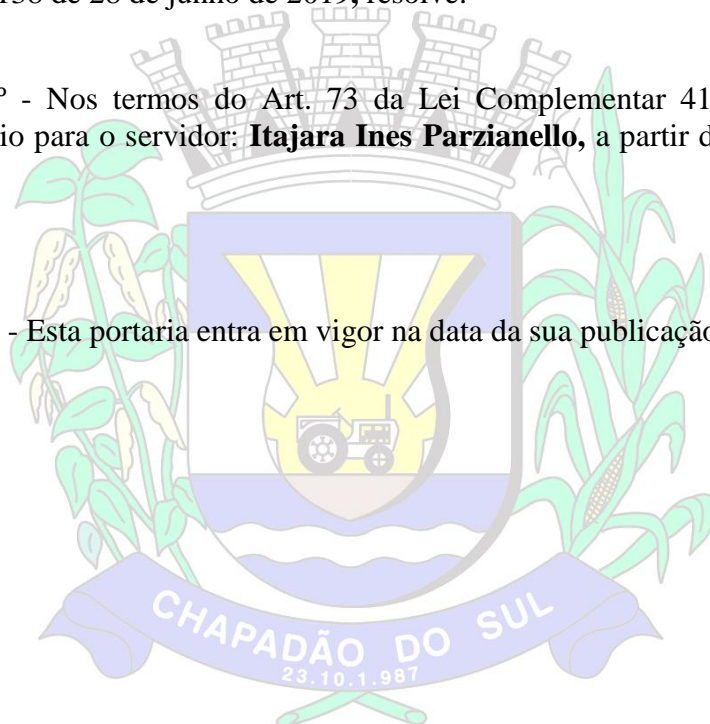 138 de 28 de junho de 2019, resolve:
º - Nos termos do Art. 73 da Lei Complementar 41
io para o servidor: Itajara Ines Parzianello, a partir d
- Esta portaria entra em vigor na data da sua publicação
CHAPADÃO DO SUL
23.10.1.987